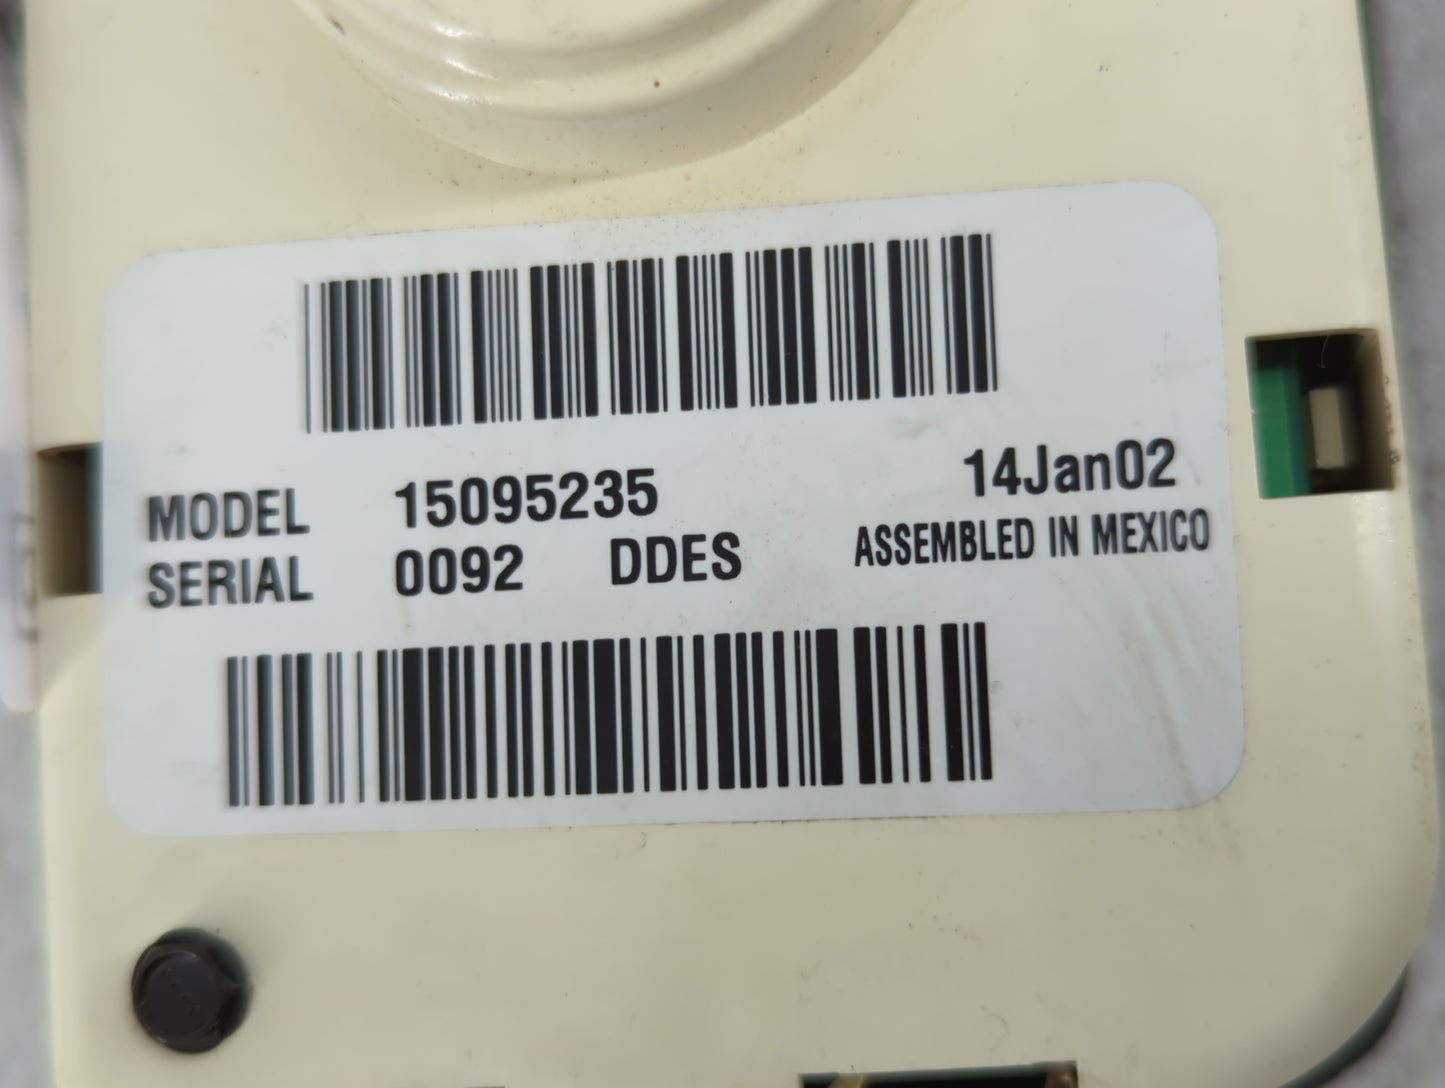 MODEL 15095235 14Jan02
SERIAL 0092 DDES ASSEMBLED IN MEXICO